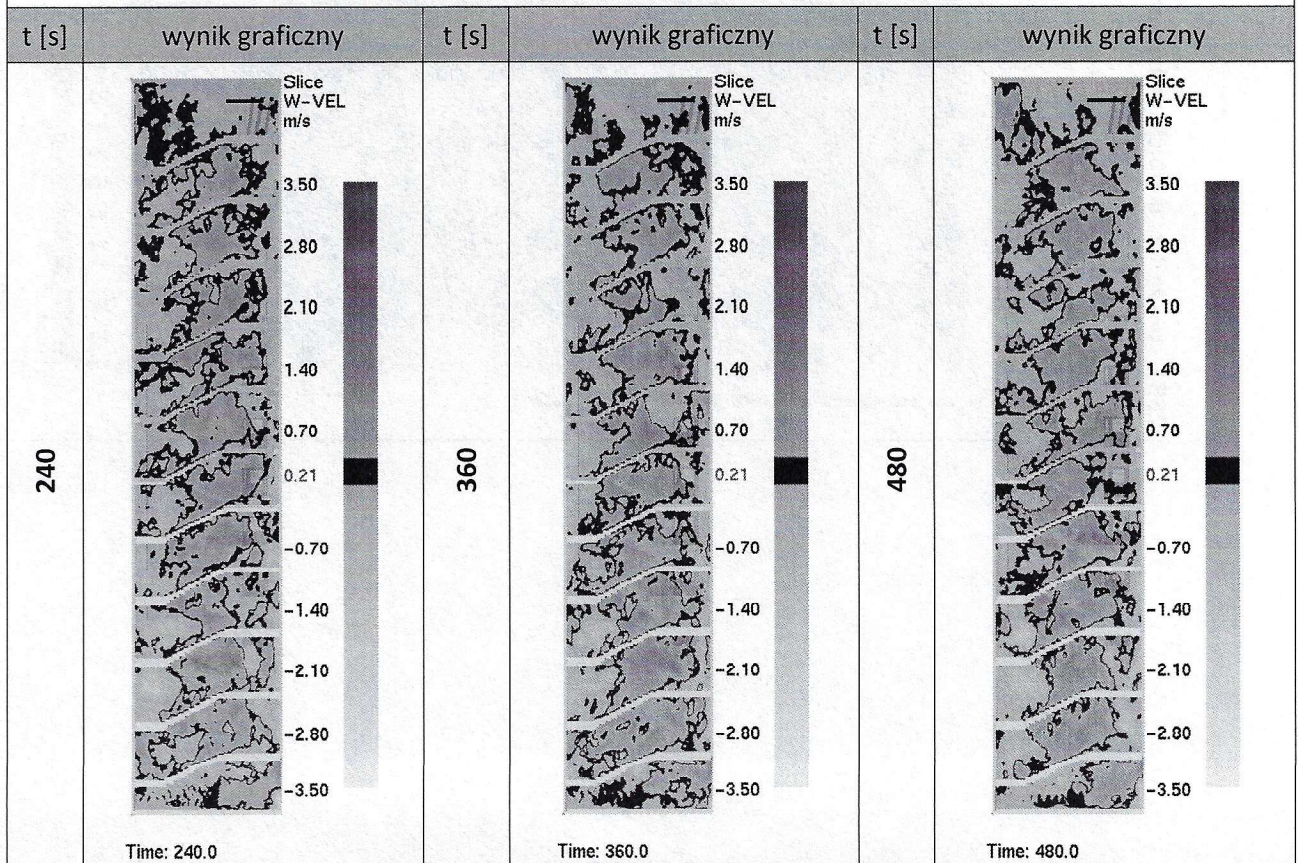 t [s] wynik graficzny t [s] wynik graficzny t [s] wynik graficzny
240
Slice
W-VEL
m/s
3.50
2.80
2.10
1.40
0.70
0.21
-0.70
-1.40
-2.10
-2.80
-3.50
Time: 240.0
360
Slice
W-VEL
m/s
3.50
2.80
2.10
1.40
0.70
0.21
-0.70
-1.40
-2.10
-2.80
-3.50
Time: 360.0
480
Slice
W-VEL
m/s
3.50
2.80
2.10
1.40
0.70
0.21
-0.70
-1.40
-2.10
-2.80
-3.50
Time: 480.0